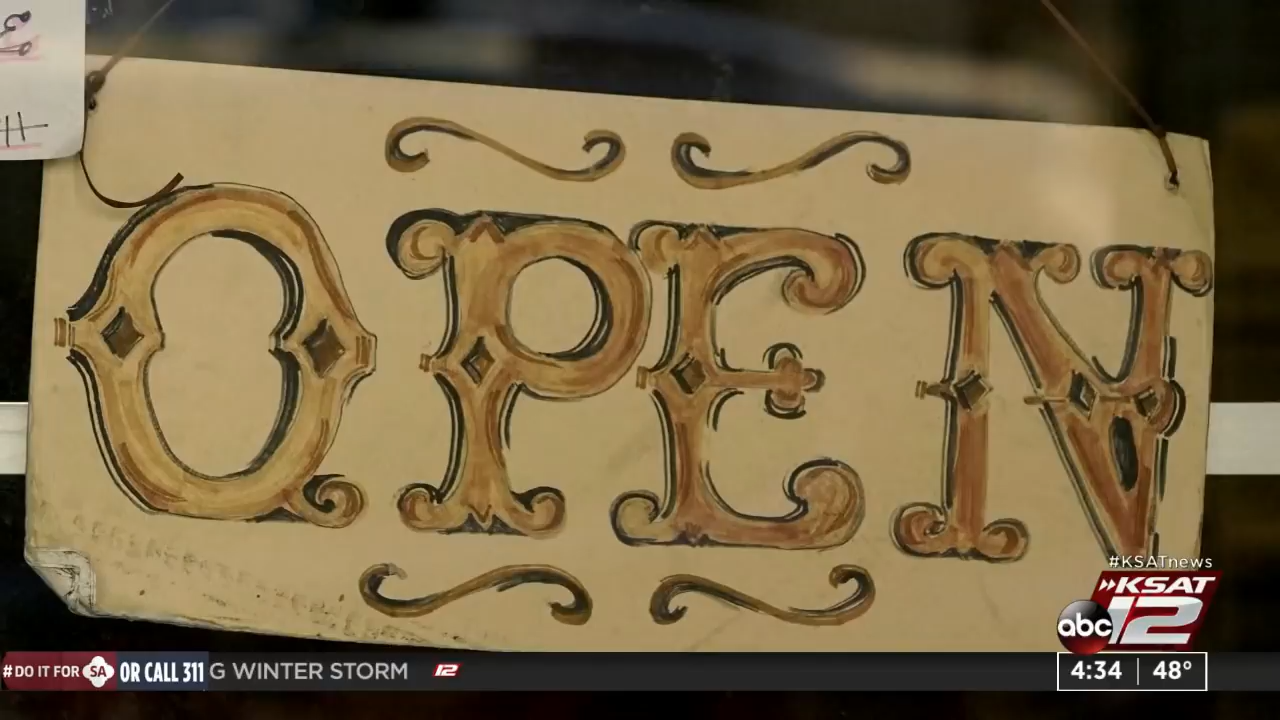 OPEN
#KSATnews
KSAT
abc 12
#DO IT FOR SA OR CALL 311 G WINTER STORM 12
4:34 48°